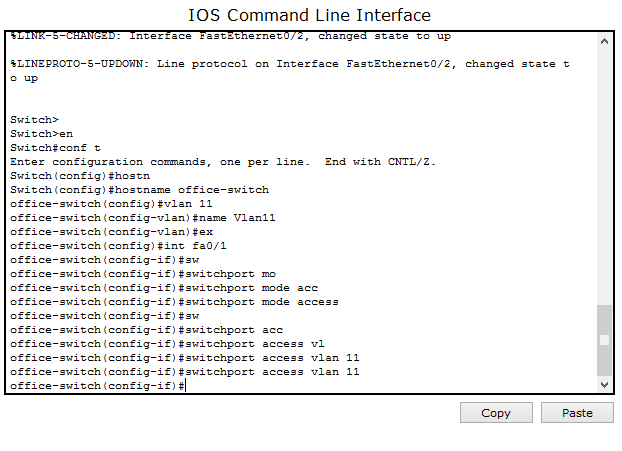 IOS Command Line Interface
%LINK-5-CHANGED: Interface FastEthernet0/2, changed state to up
%LINEPROTO-5-UPDOWN: Line protocol on Interface FastEthernet0/2, changed state t
o up
Switch>
Switch>en
Switch#conf t
Enter configuration commands, one per line.  End with CNTL/Z.
Switch(config)#hostn
Switch(config)#hostname office-switch
office-switch(config)#vlan 11
office-switch(config-vlan)#name Vlan11
office-switch(config-vlan)#ex
office-switch(config)#int fa0/1
office-switch(config-if)#sw
office-switch(config-if)#switchport mo
office-switch(config-if)#switchport mode acc
office-switch(config-if)#switchport mode access
office-switch(config-if)#sw
office-switch(config-if)#switchport acc
office-switch(config-if)#switchport access vl
office-switch(config-if)#switchport access vlan 11
office-switch(config-if)#switchport access vlan 11
office-switch(config-if)#
Copy
Paste